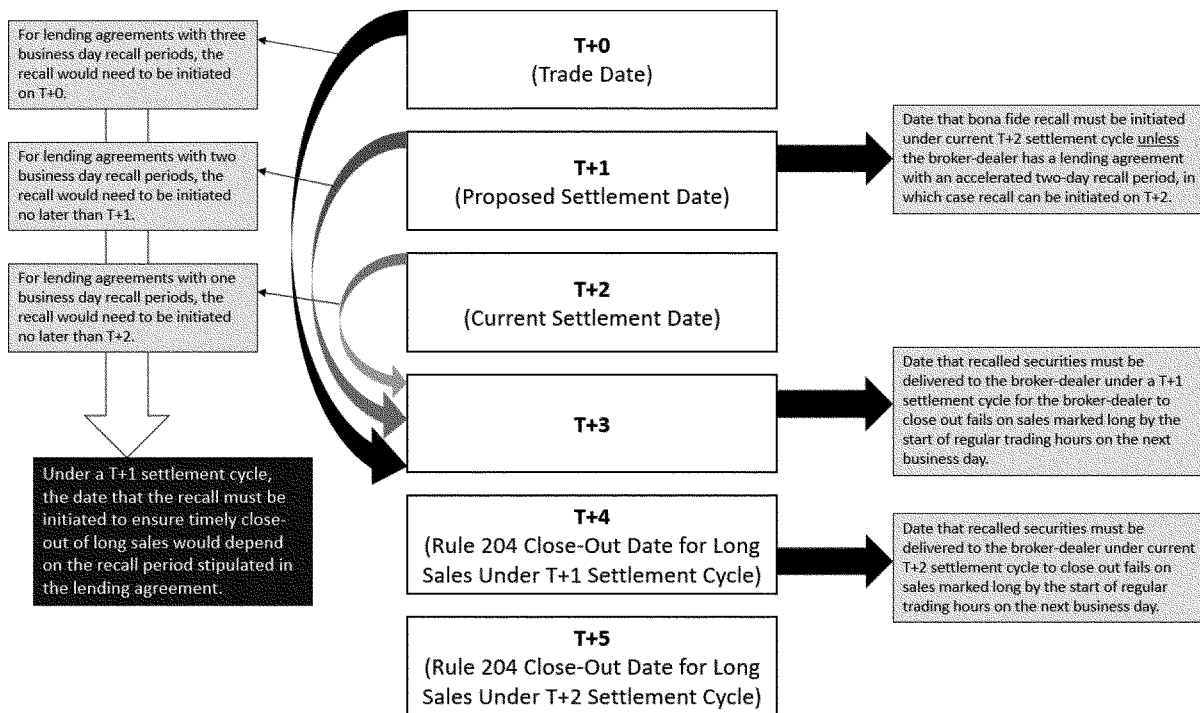 For lending agreements with three
business day recall periods, the
recall would need to be initiated
on T+0.
For lending agreements with two
business day recall periods, the
recall would need to be initiated
no later than T+1.
For lending agreements with one
business day recall periods, the
recall would need to be initiated
no later than T+2.
Under a T+1 settlement cycle,
the date that the recall must be
initiated to ensure timely close-
out of long sales would depend
on the recall period stipulated in
the lending agreement.
T+0
(Trade Date)
T+1
(Proposed Settlement Date)
T+2
(Current Settlement Date)
T+3
T+4
(Rule 204 Close-Out Date for Long
Sales Under T+1 Settlement Cycle)
T+5
(Rule 204 Close-Out Date for Long
Sales Under T+2 Settlement Cycle)
Date that bona fide recall must be initiated
under current T+2 settlement cycle unless
the broker-dealer has a lending agreement
with an accelerated two-day recall period, in
which case recall can be initiated on T+2.
Date that recalled securities must be
delivered to the broker-dealer under a T+1
settlement cycle for the broker-dealer to
close out fails on sales marked long by the
start of regular trading hours on the next
business day.
Date that recalled securities must be
delivered to the broker-dealer under current
T+2 settlement cycle to close out fails on
sales marked long by the start of regular
trading hours on the next business day.